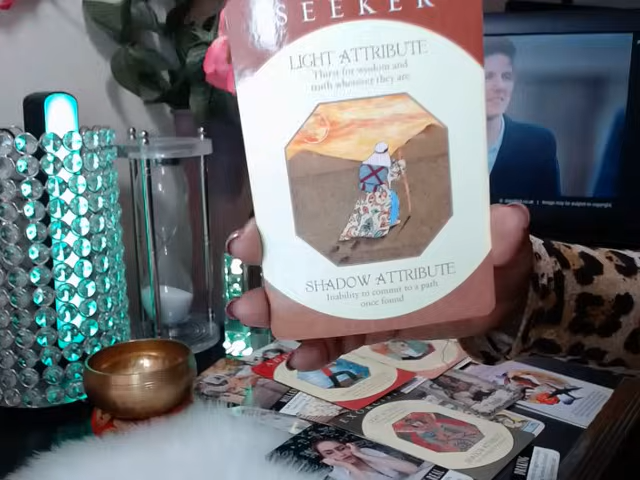 SEEKER
LIGHT ATTRIBUTE
Thirst for wisdom and
truth wherever they are
SHADOW ATTRIBUTE
Inability to commit to a path
once found